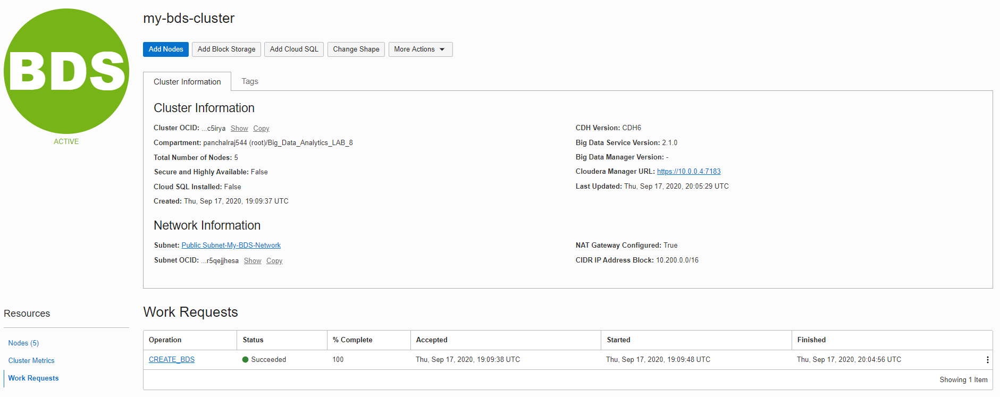 BDS
ACTIVE
my-bds-cluster
Add Nodes Add Block Storage Add Cloud SQL Change Shape More Actions
Cluster Information Tags
Cluster Information
Cluster OCID: ...c5irya Show Copy
Compartment: panchalraj544 (root)/Big_Data_Analytics_LAB_8
Total Number of Nodes: 5
Secure and Highly Available: False
Cloud SQL Installed: False
Created: Thu, Sep 17, 2020, 19:09:37 UTC
CDH Version: CDH6
Big Data Service Version: 2.1.0
Big Data Manager Version: -
Cloudera Manager URL: https://10.0.0.4:7183
Last Updated: Thu, Sep 17, 2020, 20:05:29 UTC
Network Information
Subnet: Public Subnet-My-BDS-Network
Subnet OCID: ...r5qejjhesa Show Copy
NAT Gateway Configured: True
CIDR IP Address Block: 10.200.0.0/16
Resources
Nodes (5)
Cluster Metrics
Work Requests
Work Requests
Operation Status % Complete Accepted Started Finished
CREATE_BDS Succeeded 100 Thu, Sep 17, 2020, 19:09:38 UTC Thu, Sep 17, 2020, 19:09:48 UTC Thu, Sep 17, 2020, 20:04:56 UTC
Showing 1 Item